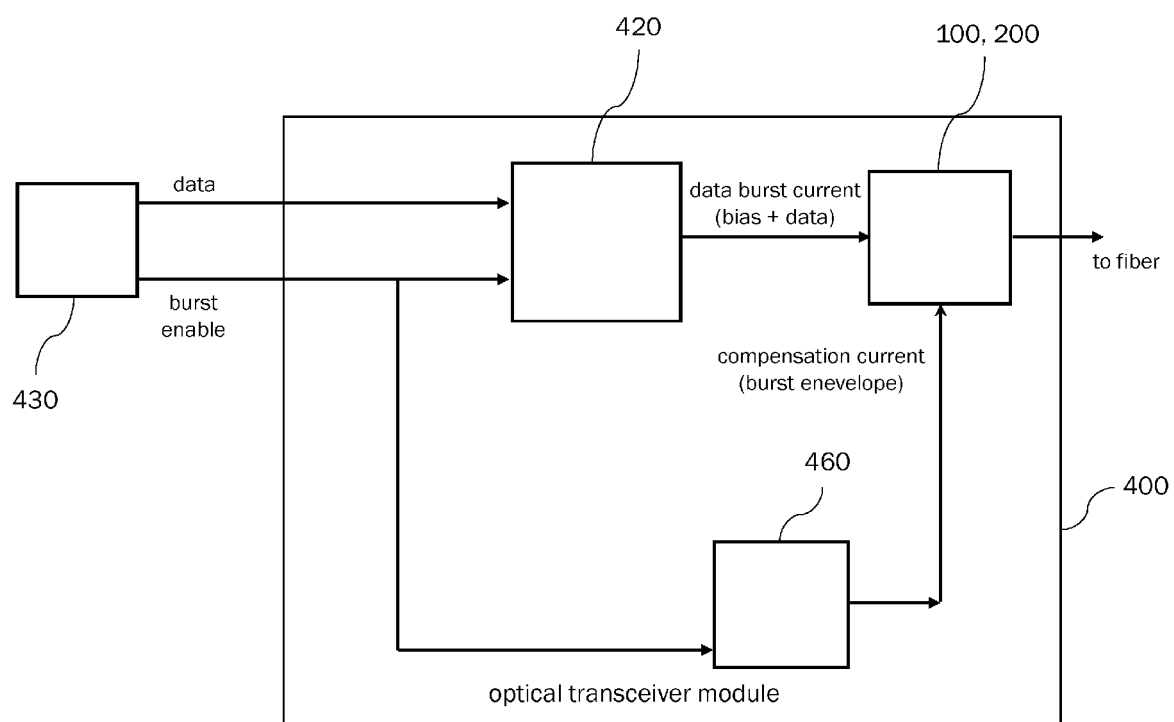 420
100, 200
data
data burst current
(bias + data)
to fiber
burst
enable
430
compensation current
(burst enevelope)
460
400
optical transceiver module